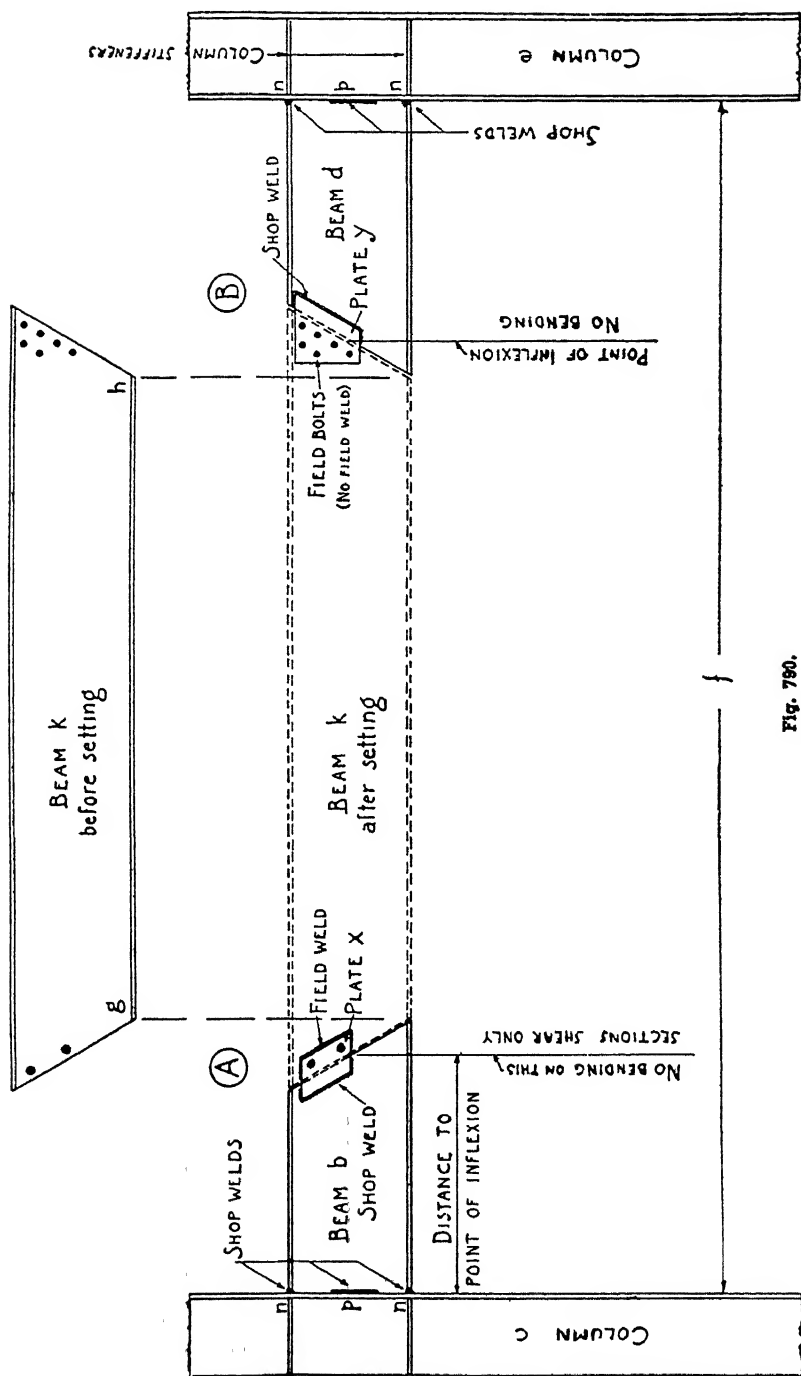 BEAM K
before setting
g
h
A
B
COLUMN STIFFENERS
SHOP WELDS
SHOP WELD
n
n
p
p
n
n
BEAM b
SHOP WELD
FIELD WELD
PLATE X
BEAM K
after setting
FIELD BOLTS
(NO FIELD WELD)
PLATE y
BEAM d
SHOP WELDS
DISTANCE TO
POINT OF INFLEXION
NO BENDING ON THIS
SECTIONS SHEAR ONLY
POINT OF INFLEXION
NO BENDING
COLUMN C
COLUMN e
f
Fig. 790.